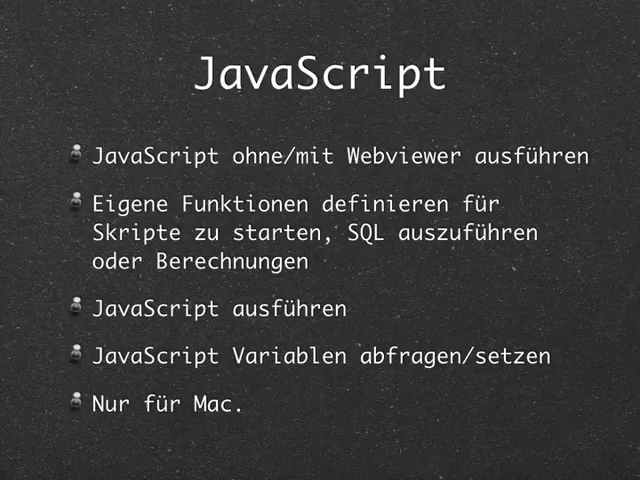 JavaScript
JavaScript ohne/mit Webviewer ausführen
Eigene Funktionen definieren für
Skripte zu starten, SQL auszuführen
oder Berechnungen
JavaScript ausführen
JavaScript Variablen abfragen/setzen
Nur für Mac.